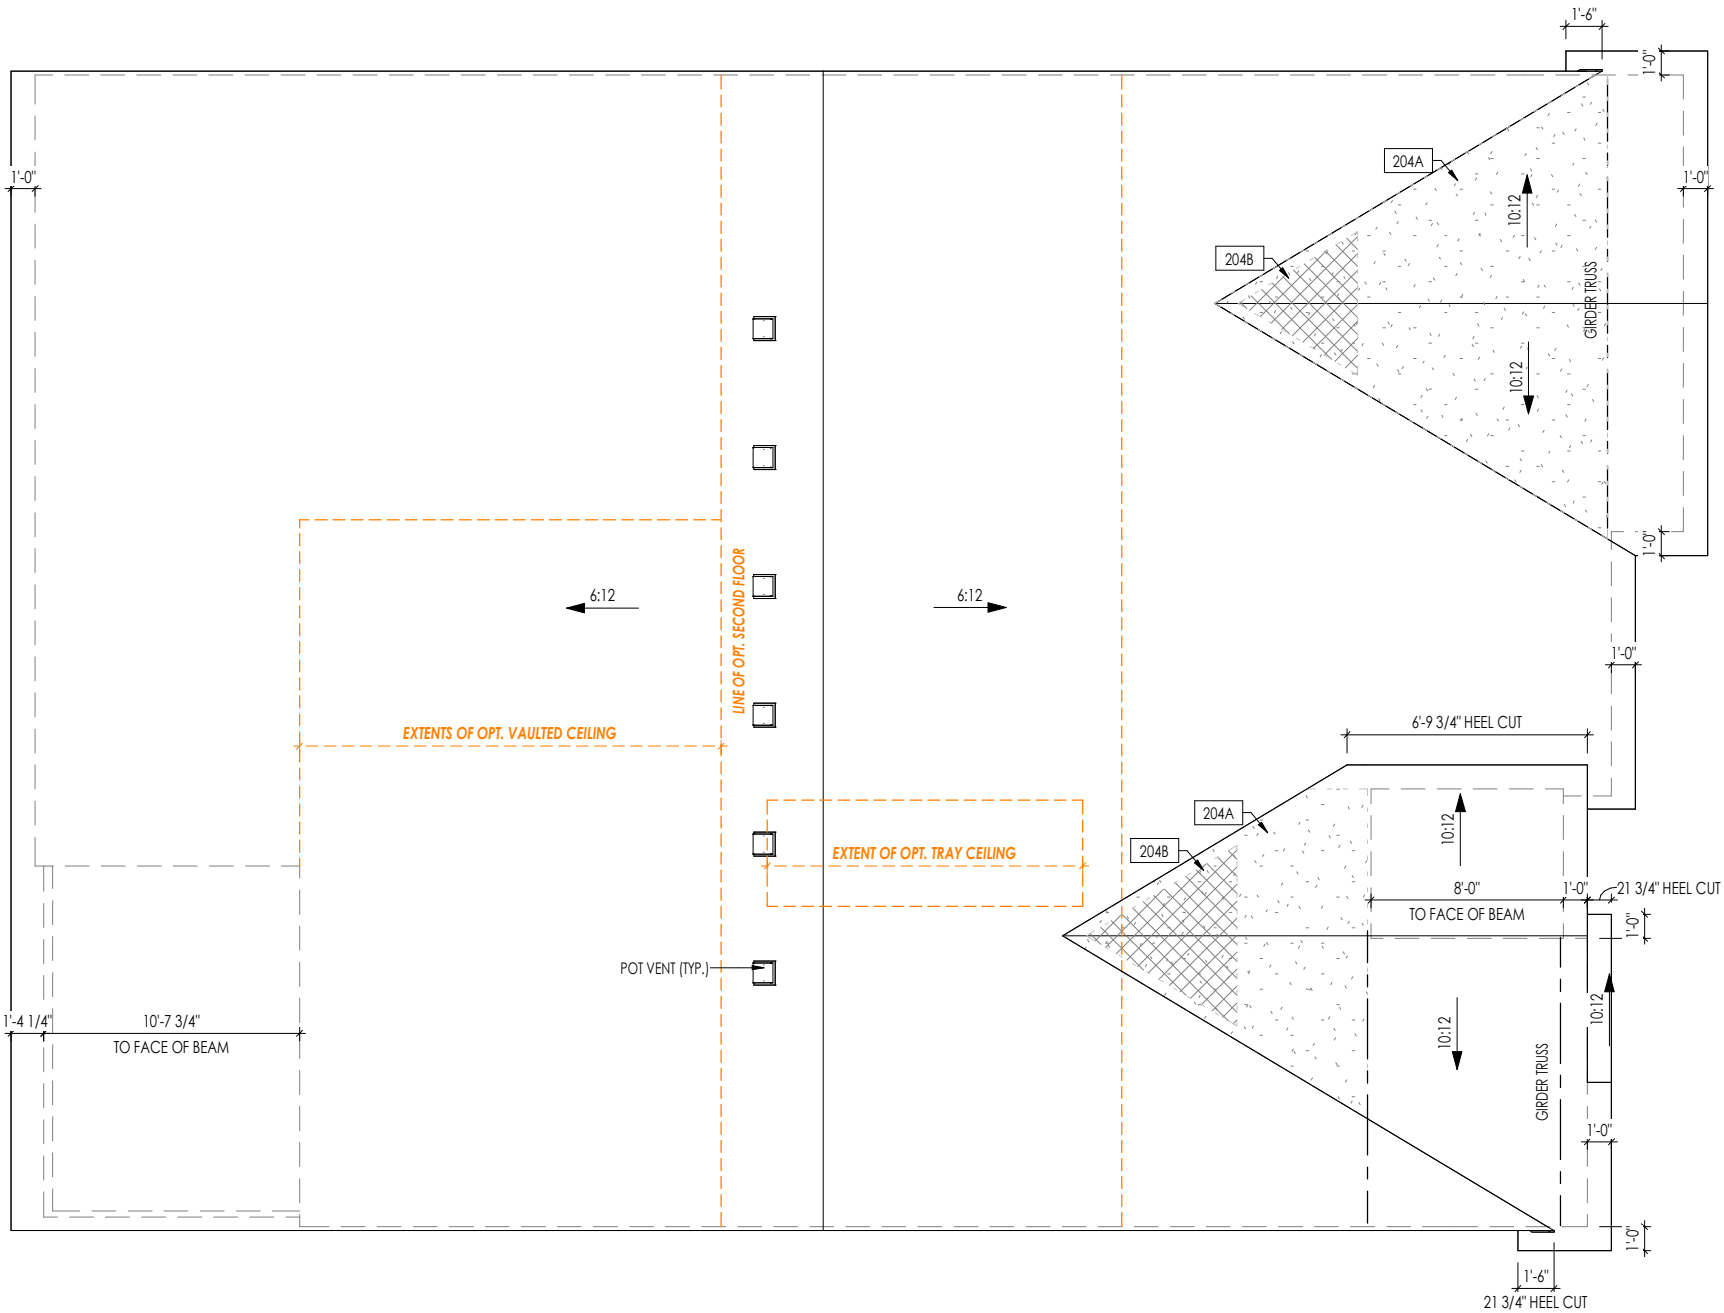 1'-6"
1'-0"
204A
1'-0"
1'-0"
10:12
204B
GIRDER TRUSS
10:12
1'-0"
LINE OF OPT. SECOND FLOOR
6:12
6:12
1'-0"
EXTENTS OF OPT. VAULTED CEILING
6'-9 3/4" HEEL CUT
204A
10:12
204B
EXTENT OF OPT. TRAY CEILING
8'-0"
1'-0"
21 3/4" HEEL CUT
TO FACE OF BEAM
1'-0"
POT VENT (TYP.)
10:12
1'-4 1/4"
10'-7 3/4"
10:12
TO FACE OF BEAM
GIRDER TRUSS
1'-0"
1'-0"
1'-6"
21 3/4" HEEL CUT